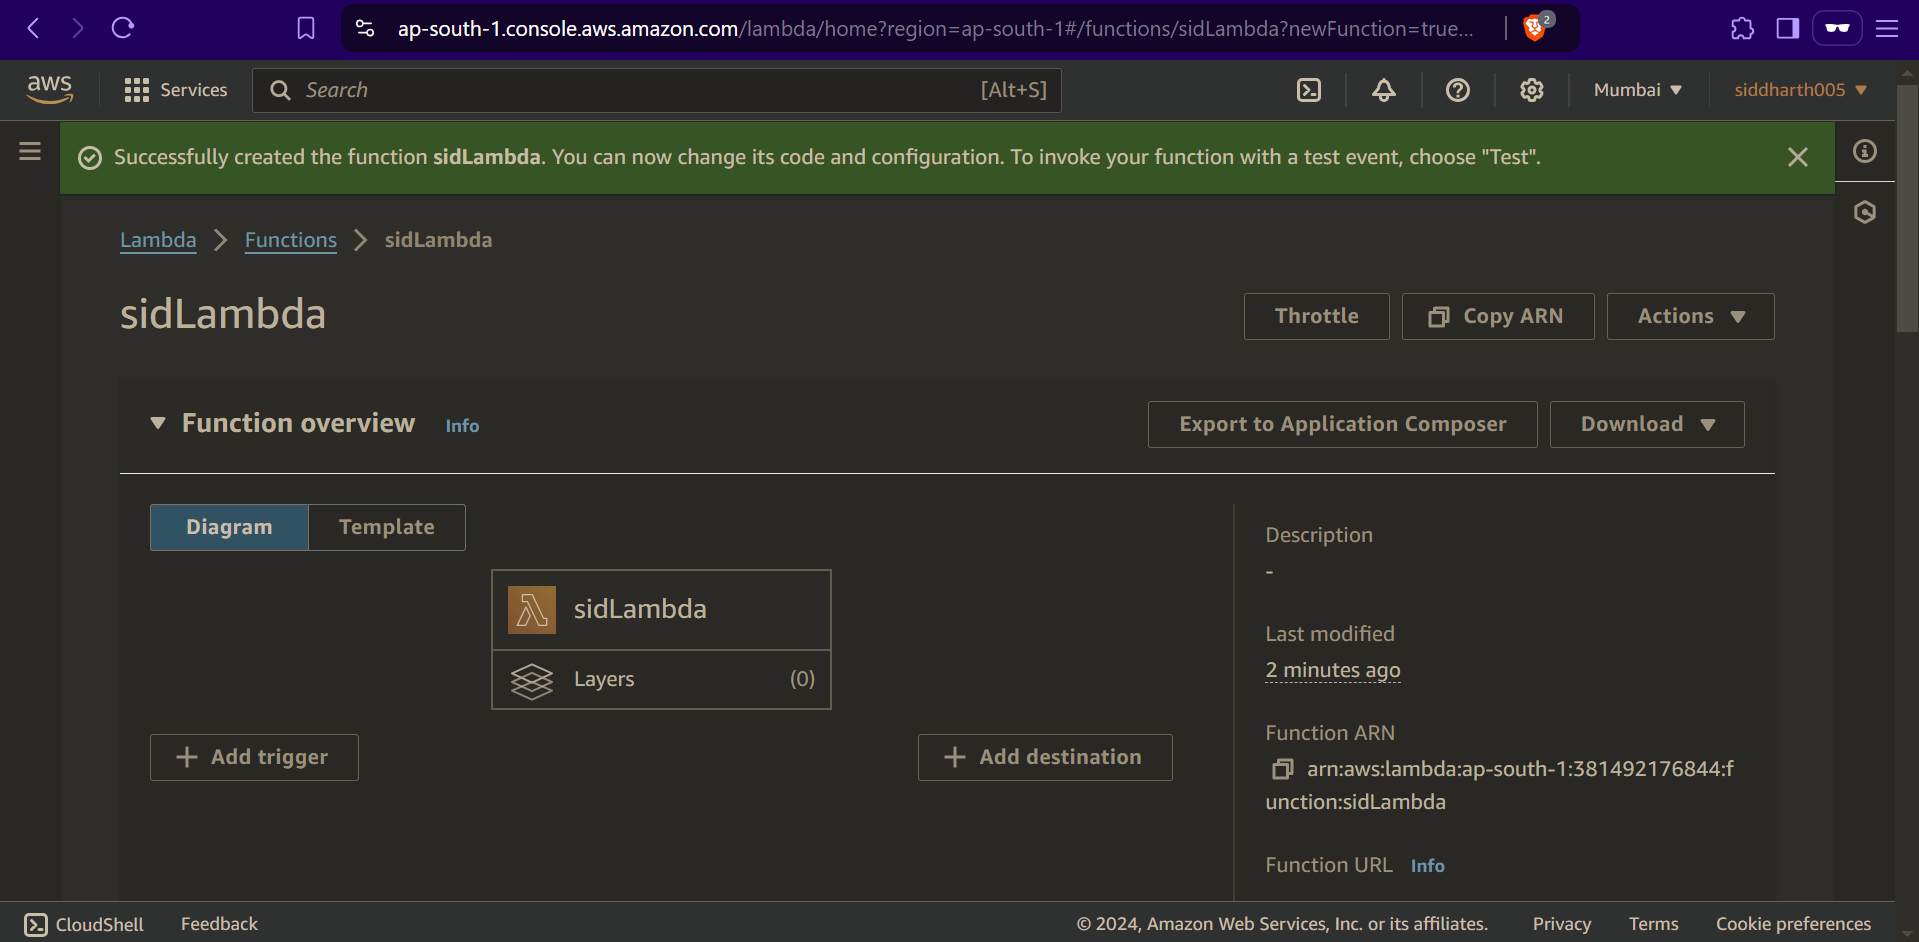 ap-south-1.console.aws.amazon.com/lambda/home?region=ap-south-1#/functions/sidLambda?newFunction=true... 2
aws Services Search [Alt+S] Mumbai siddharth005
Successfully created the function sidLambda. You can now change its code and configuration. To invoke your function with a test event, choose "Test".
Lambda Functions sidLambda
sidLambda Throttle Copy ARN Actions
Function overview Info Export to Application Composer Download
Diagram Template
sidLambda
Layers (0)
Add trigger Add destination
Description
-
Last modified
2 minutes ago
Function ARN
arn:aws:lambda:ap-south-1:381492176844:f
unction:sidLambda
Function URL Info
CloudShell Feedback © 2024, Amazon Web Services, Inc. or its affiliates. Privacy Terms Cookie preferences